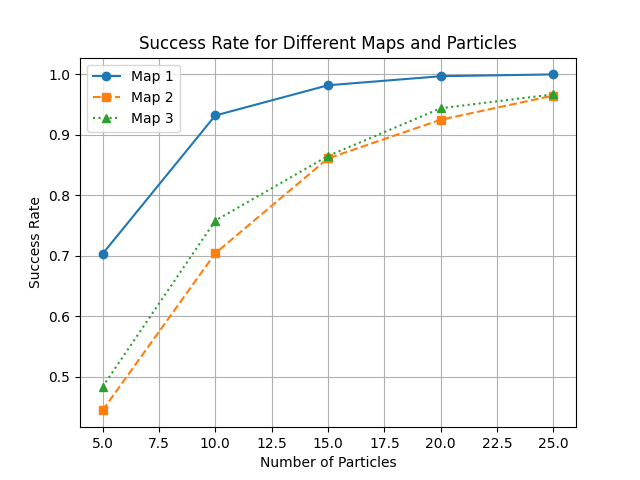 Success Rate for Different Maps and Particles
Map 1
Map 2
Map 3
Success Rate
1.0
0.9
0.8
0.7
0.6
0.5
5.0 7.5 10.0 12.5 15.0 17.5 20.0 22.5 25.0
Number of Particles